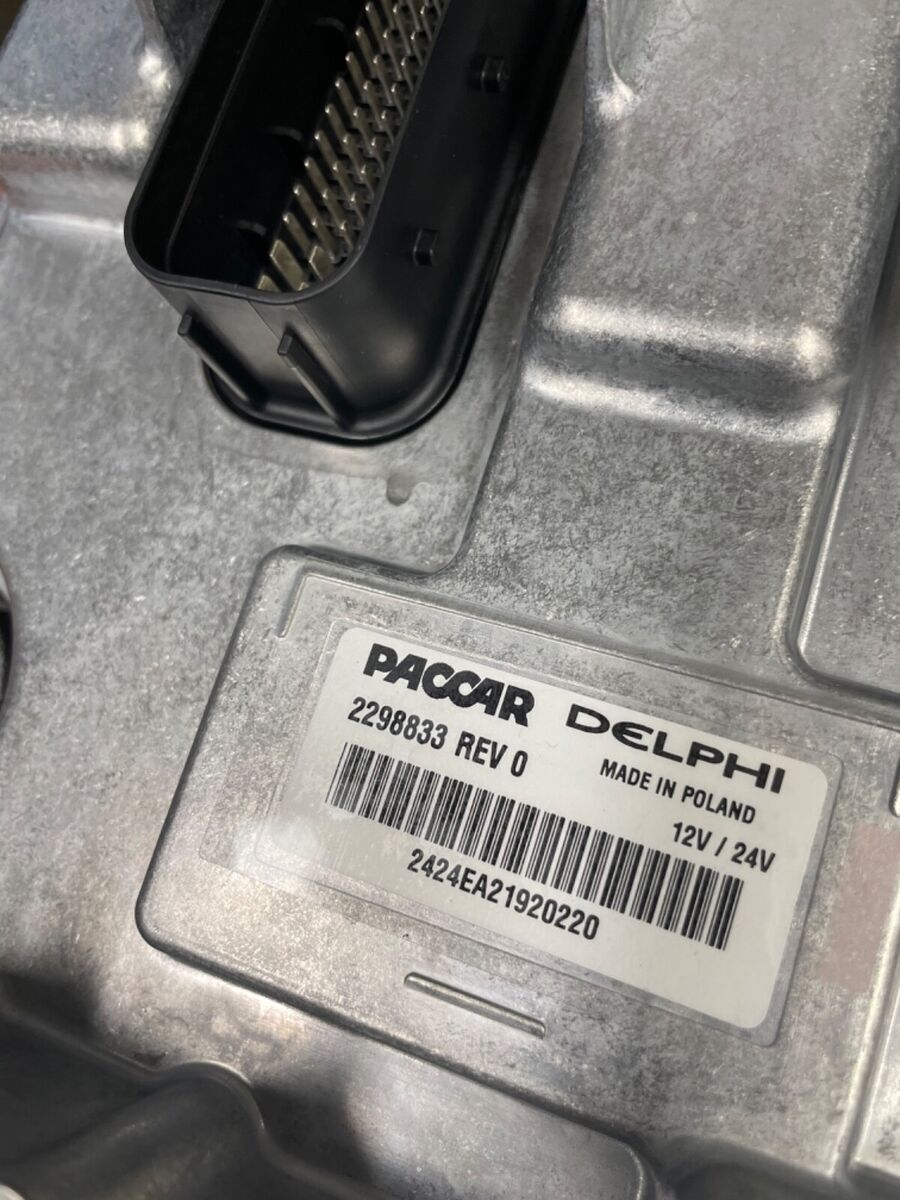 PACCAR DELPHI
2298833 REV 0
MADE IN POLAND
12V / 24V
2424EA21920220